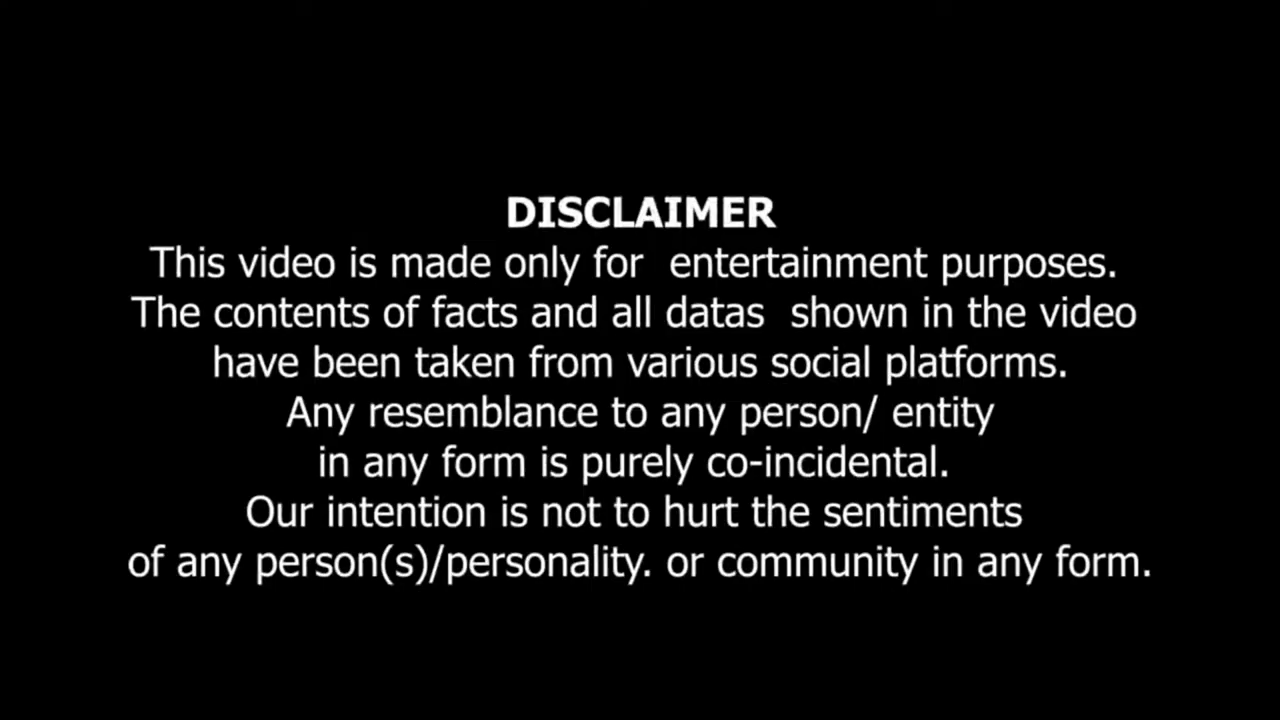 DISCLAIMER
This video is made only for  entertainment purposes.
The contents of facts and all datas  shown in the video
have been taken from various social platforms.
Any resemblance to any person/ entity
in any form is purely co-incidental.
Our intention is not to hurt the sentiments
of any person(s)/personality. or community in any form.